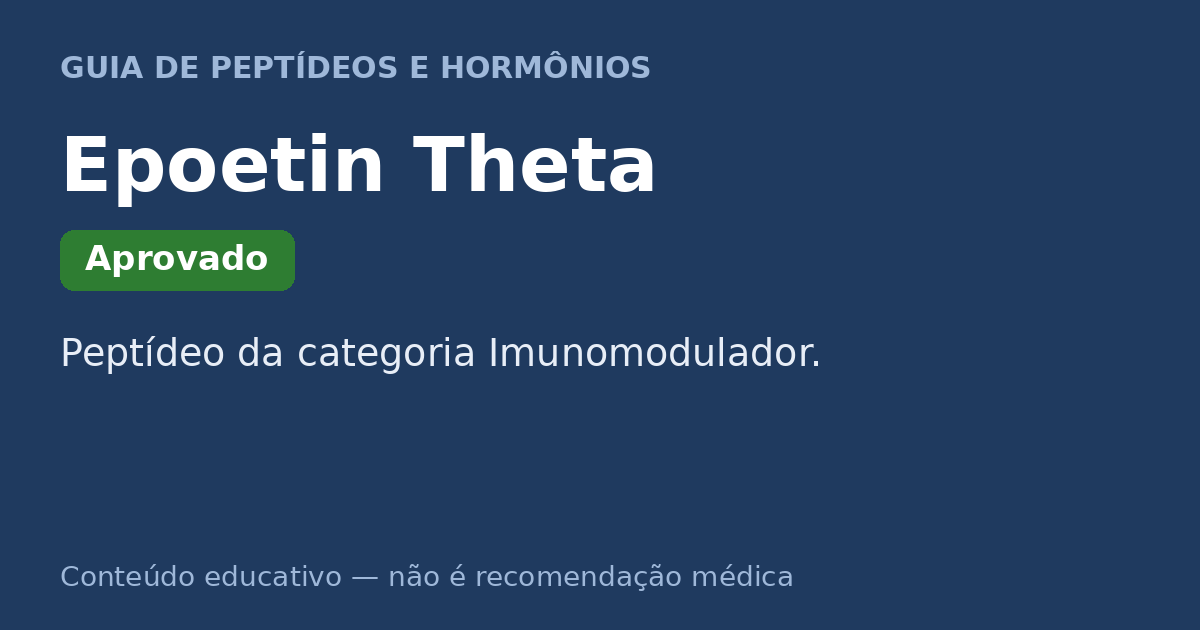 GUIA DE PEPTÍDEOS E HORMÔNIOS
Epoetin Theta
Aprovado
Peptídeo da categoria Imunomodulador.
Conteúdo educativo — não é recomendação médica